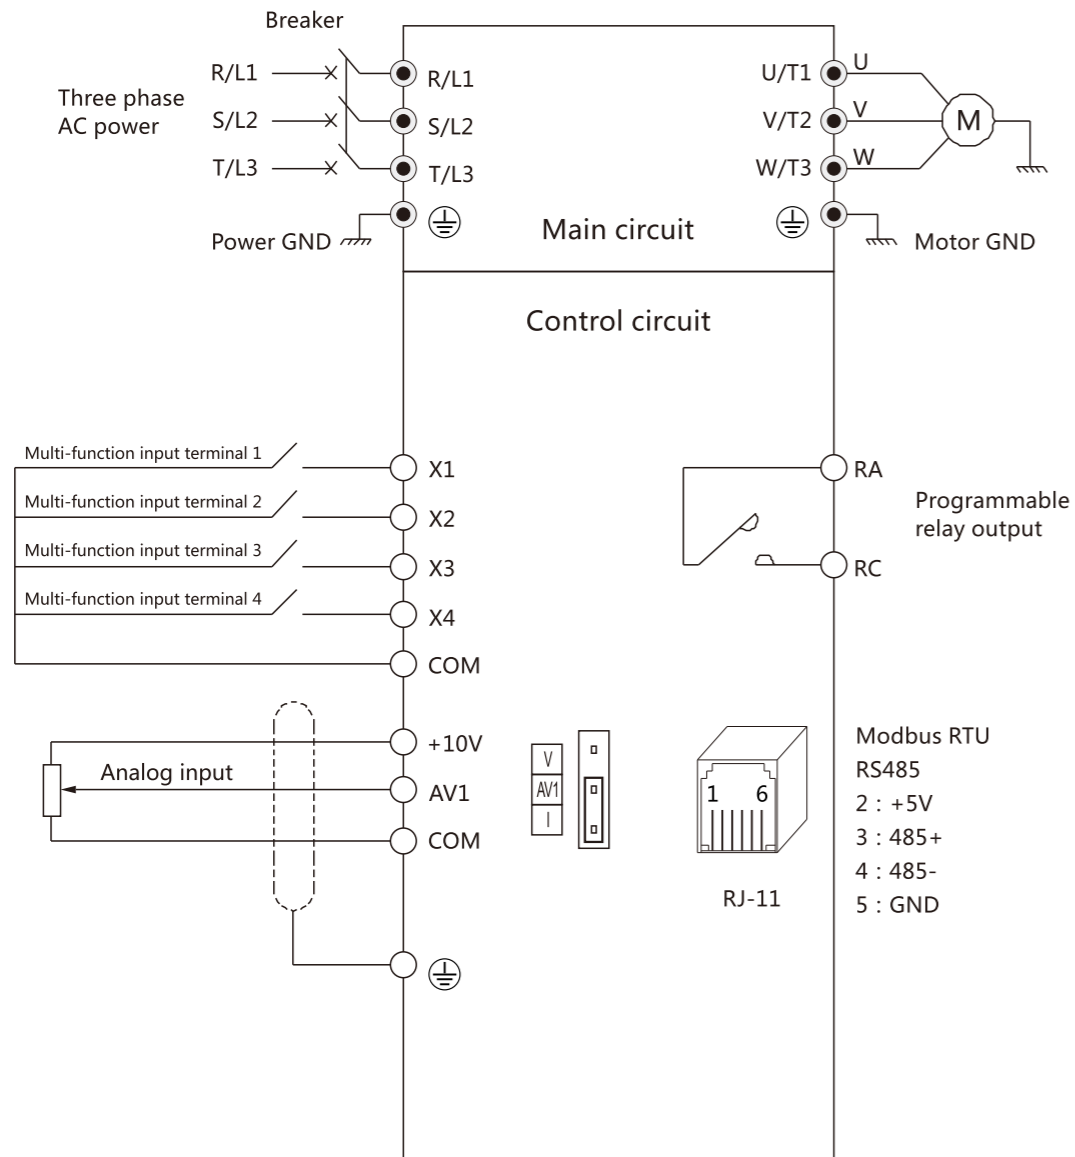 Breaker
R/L1
R/L1
U/T1
U
Three phase
AC power
S/L2
S/L2
V/T2
V
M
T/L3
T/L3
W/T3
W
Power GND
Main circuit
Motor GND
Control circuit
Multi-function input terminal 1
X1
RA
Multi-function input terminal 2
X2
Programmable
relay output
Multi-function input terminal 3
X3
RC
Multi-function input terminal 4
X4
COM
+10V
Analog input
AV1
COM
V
AV1
I
1 6
RJ-11
Modbus RTU
RS485
2 : +5V
3 : 485+
4 : 485-
5 : GND